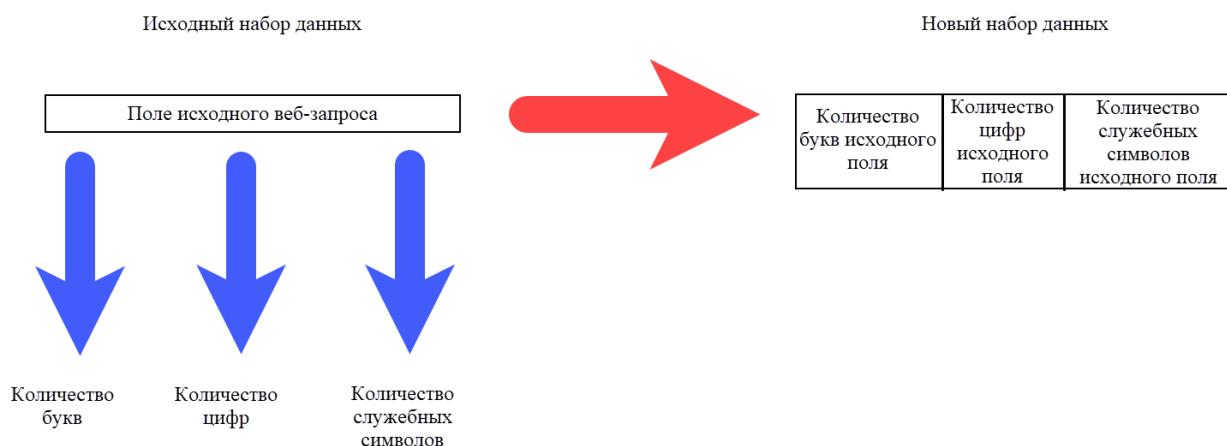 Исходный набор данных
Новый набор данных
Поле исходного веб-запроса
Количество
букв исходного
поля
Количество
цифр
исходного
поля
Количество
служебных
символов
исходного поля
Количество
букв
Количество
цифр
Количество
служебных
символов